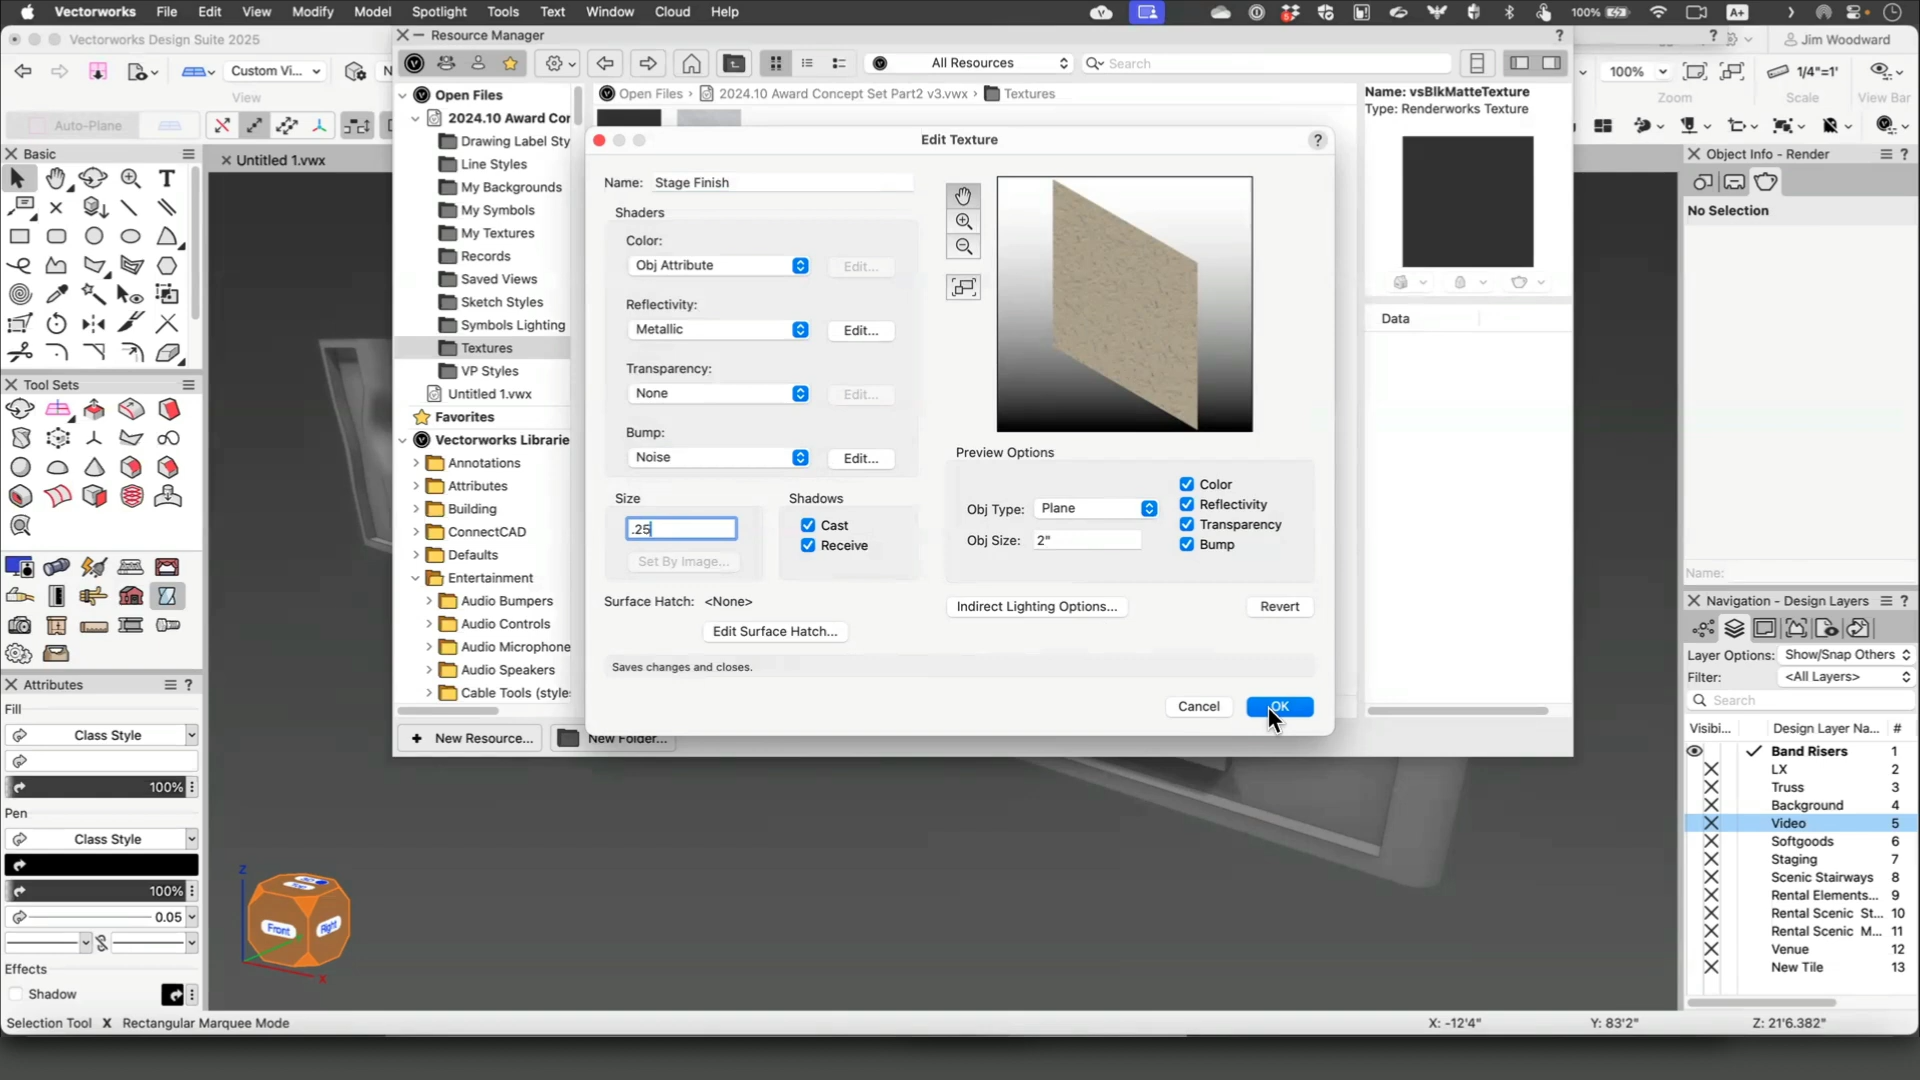 Vectorworks File Edit View Modify Model Spotlight Tools Text Window Cloud Help
100%
A+
Vectorworks Design Suite 2025
Resource Manager
?
?
Jim Woodward
Custom Vi...
N
All Resources
Search
100%
1/4"=1'
View
Zoom
Scale
View Bar
Auto-Plane
Open Files
Open Files › 2024.10 Award Concept Set Part2 v3.vwx › Textures
Name: vsBlkMatteTexture
Type: Renderworks Texture
2024.10 Award Cor
Drawing Label Sty
Line Styles
My Backgrounds
My Symbols
My Textures
Records
Saved Views
Sketch Styles
Symbols Lighting
Textures
VP Styles
Untitled 1.vwx
Favorites
Vectorworks Librarie
Annotations
Attributes
Building
ConnectCAD
Defaults
Entertainment
Audio Bumpers
Audio Controls
Audio Microphone
Audio Speakers
Cable Tools (style:
New Resource...
New Folder...
Basic
Untitled 1.vwx
Tool Sets
Attributes
?
Fill
Class Style
100%
Pen
Class Style
100%
0.05
Effects
Shadow
Edit Texture
?
Name: Stage Finish
Shaders
Color:
Obj Attribute
Edit...
Reflectivity:
Metallic
Edit...
Transparency:
None
Edit...
Bump:
Noise
Edit...
Size
.25
Set By Image...
Shadows
Cast
Receive
Surface Hatch: <None>
Edit Surface Hatch...
Preview Options
Obj Type: Plane
Obj Size: 2"
Color
Reflectivity
Transparency
Bump
Indirect Lighting Options...
Revert
Saves changes and closes.
Cancel
OK
Data
Object Info - Render
?
No Selection
Name:
Navigation - Design Layers
?
Layer Options: Show/Snap Others
Filter: <All Layers>
Search
Visibi... Design Layer Na... #
Band Risers 1
LX 2
Truss 3
Background 4
Video 5
Softgoods 6
Staging 7
Scenic Stairways 8
Rental Elements... 9
Rental Scenic St... 10
Rental Scenic M... 11
Venue 12
New Tile 13
Z
Front
Right
X
Selection Tool X Rectangular Marquee Mode
X: -12'4"
Y: 83'2"
Z: 21'6.382"